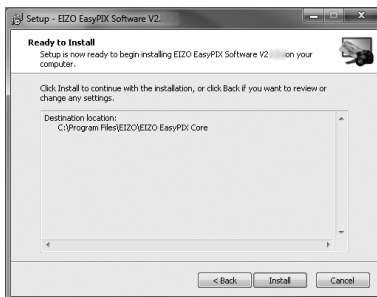 Setup - EIZO EasyPIX Software V2.
Ready to Install
Setup is now ready to begin installing EIZO EasyPIX Software V2 on your
computer.
Click Install to continue with the installation, or click Back if you want to review or
change any settings.
Destination location:
C:\Program Files\EIZO\EIZO EasyPIX Core
< Back Install Cancel